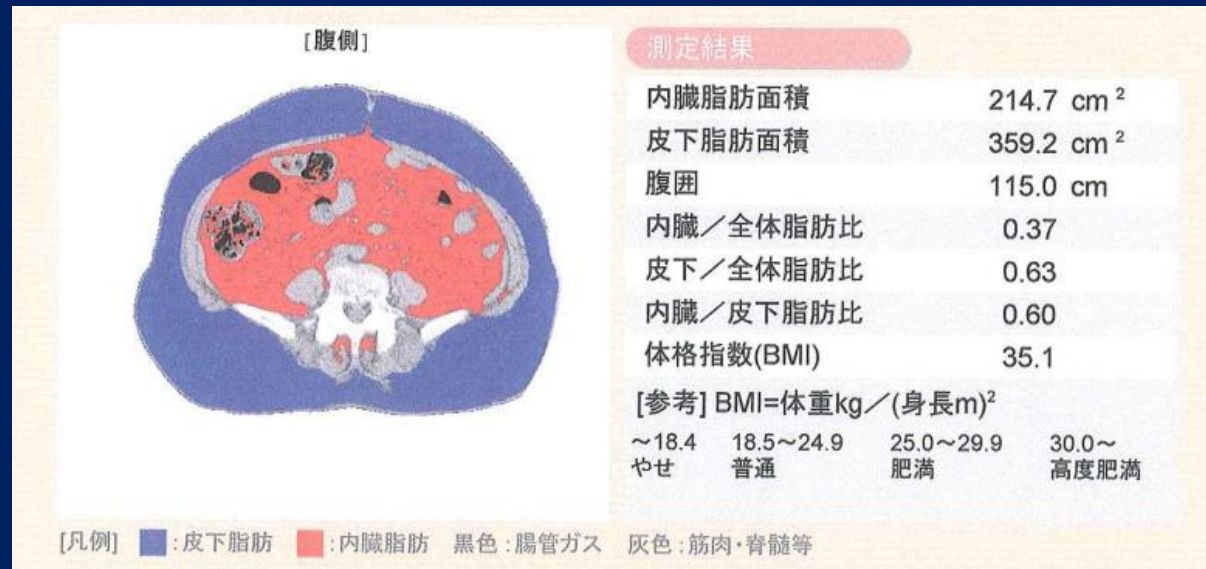 [腹側]
測定結果
内臓脂肪面積 214.7 cm²
皮下脂肪面積 359.2 cm²
腹囲 115.0 cm
内臓／全体脂肪比 0.37
皮下／全体脂肪比 0.63
内臓／皮下脂肪比 0.60
体格指数(BMI) 35.1
[参考] BMI=体重kg／(身長m)²
～18.4 18.5～24.9 25.0～29.9 30.0～
やせ 普通 肥満 高度肥満
[凡例] :皮下脂肪 :内臓脂肪 黒色:腸管ガス 灰色:筋肉・脊髄等